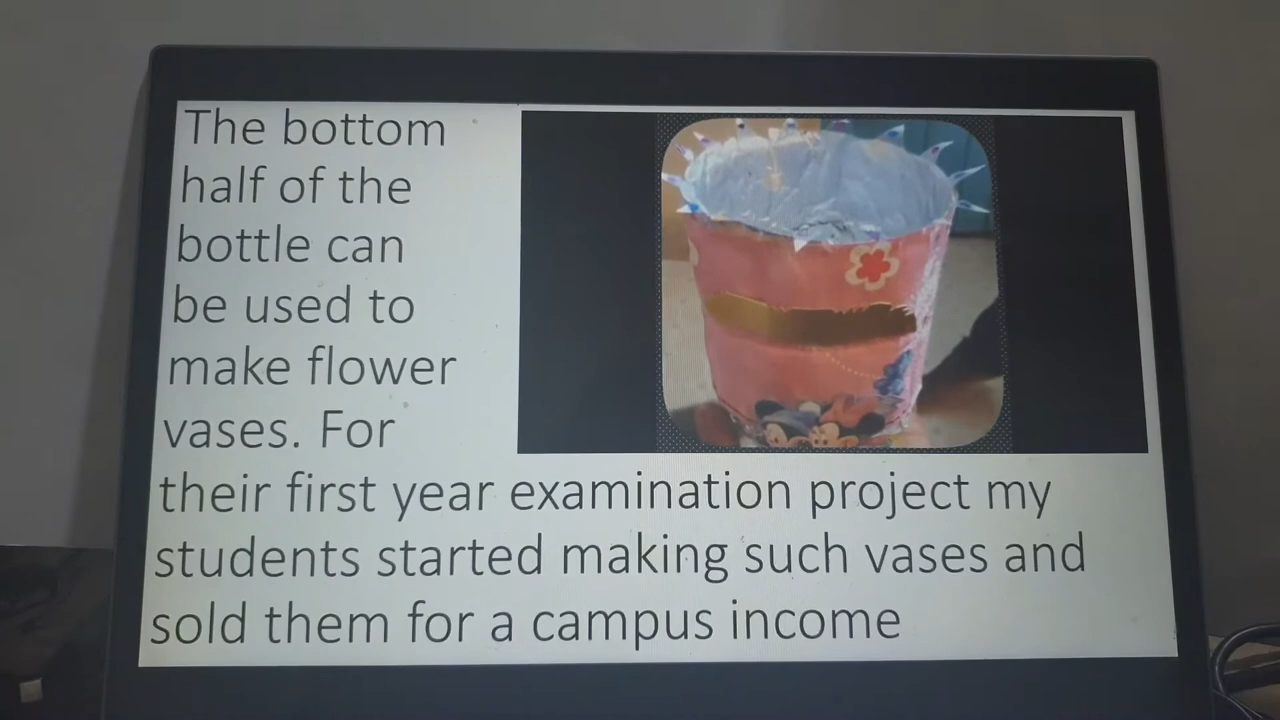 The bottom
half of the
bottle can
be used to
make flower
vases. For
their first year examination project my
students started making such vases and
sold them for a campus income